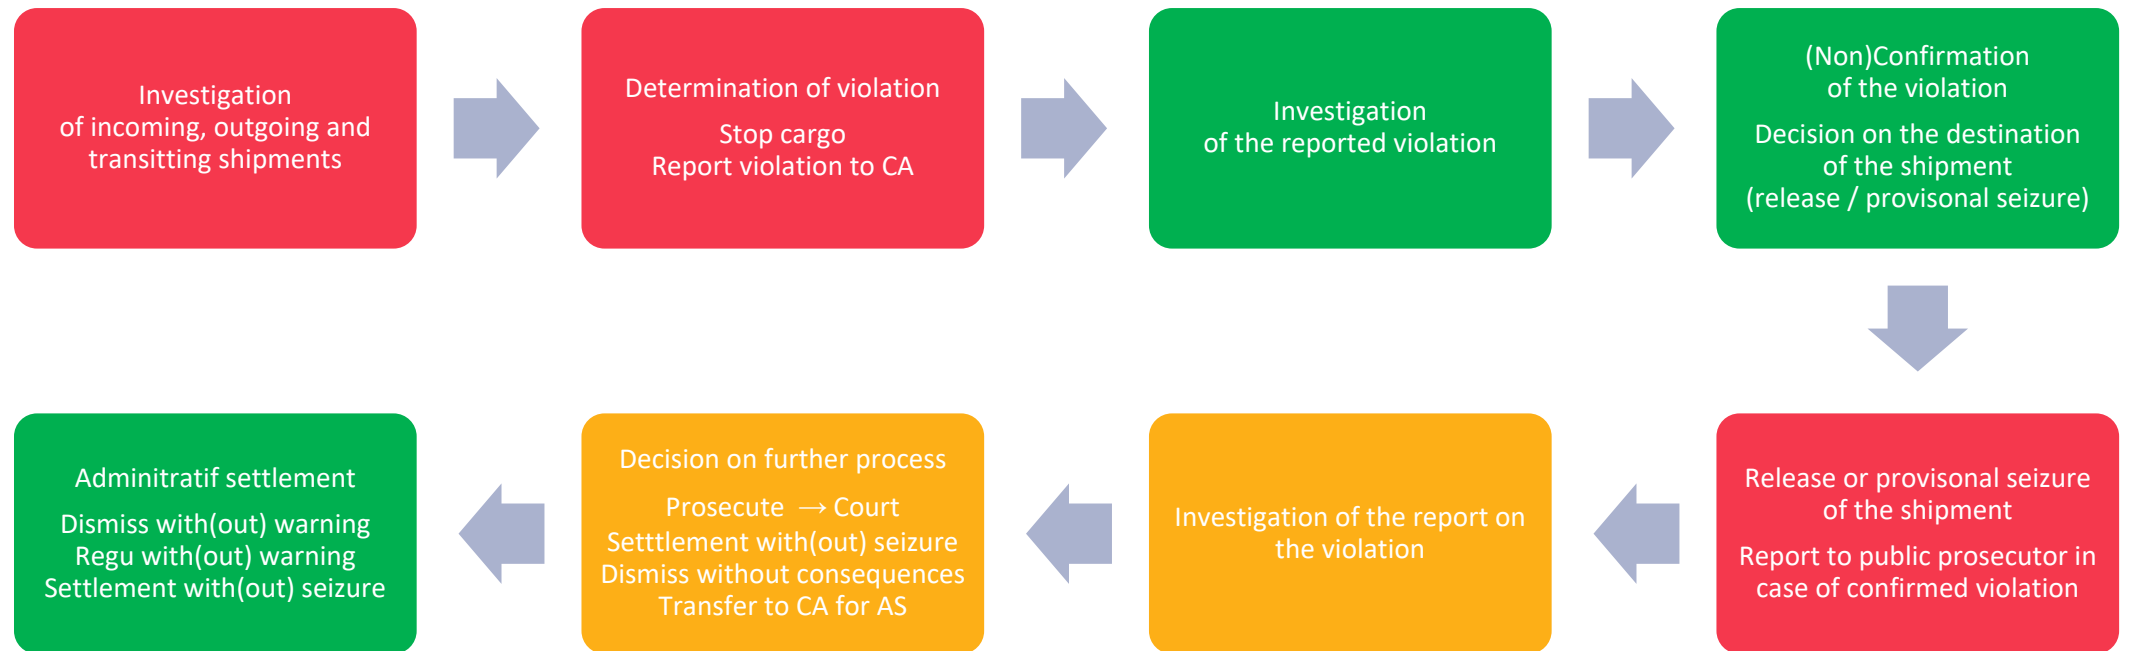 Investigation
of incoming, outgoing and
transitting shipments
Determination of violation
Stop cargo
Report violation to CA
Investigation
of the reported violation
(Non)Confirmation
of the violation
Decision on the destination
of the shipment
(release / provisonal seizure)
Release or provisonal seizure
of the shipment
Report to public prosecutor in
case of confirmed violation
Investigation of the report on
the violation
Decision on further process
Prosecute → Court
Setttlement with(out) seizure
Dismiss without consequences
Transfer to CA for AS
Adminitratif settlement
Dismiss with(out) warning
Regu with(out) warning
Settlement with(out) seizure